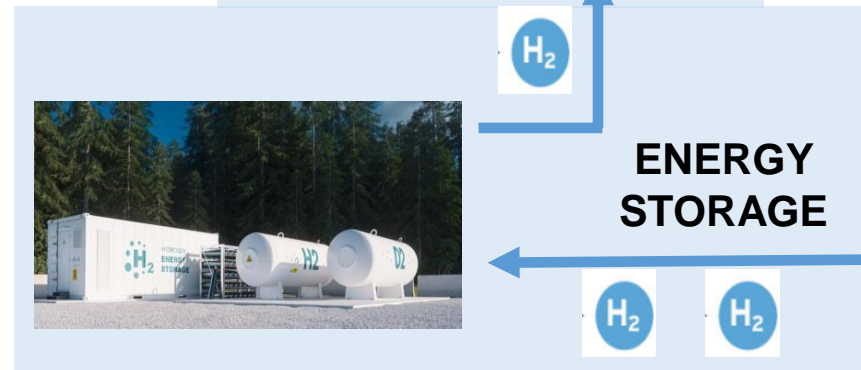 H₂
ENERGY
STORAGE
H₂
HYDROGEN
ENERGY
STORAGE
H2
O2
H₂
H₂